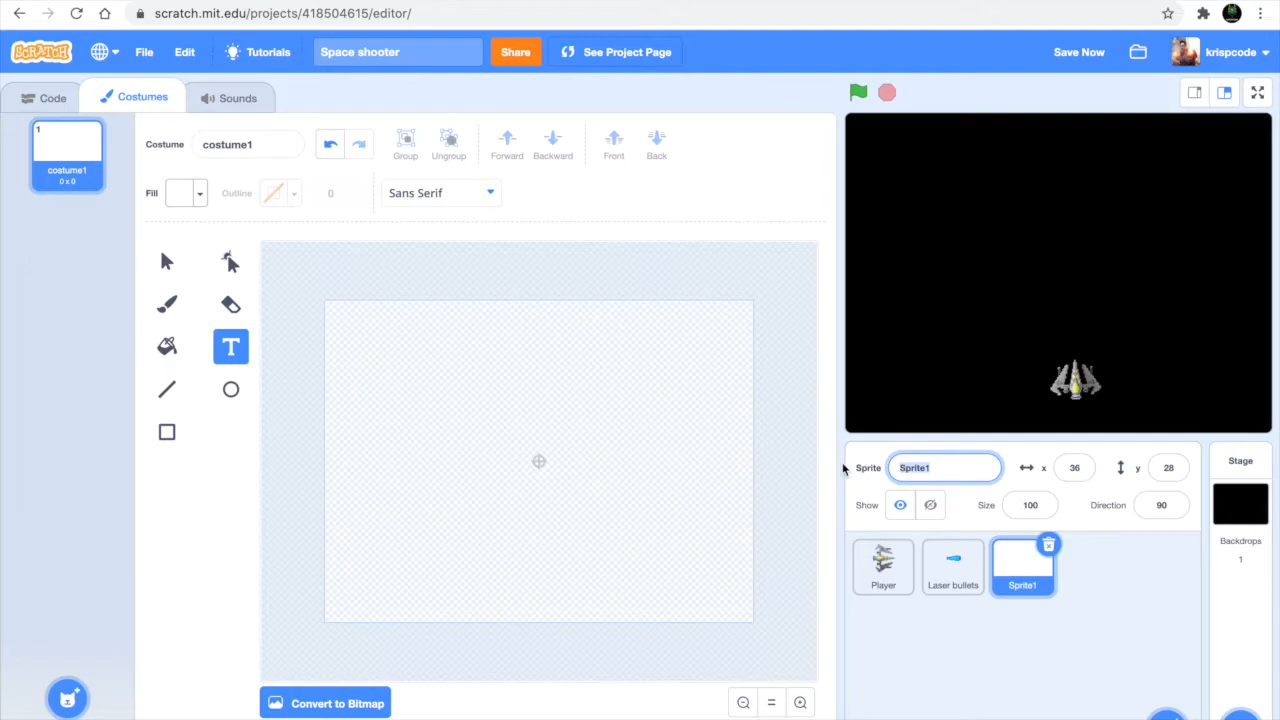 scratch.mit.edu/projects/418504615/editor/
SCRATCH File Edit Tutorials Space shooter Share See Project Page Save Now krispcode
Code Costumes Sounds
1
costume1
0 x 0
Costume costume1 Group Ungroup Forward Backward Front Back
Fill Outline 0 Sans Serif
T
Convert to Bitmap
Sprite Sprite1 x 36 y 28
Show Size 100 Direction 90
Player Laser bullets Sprite1
Stage
Backdrops
1